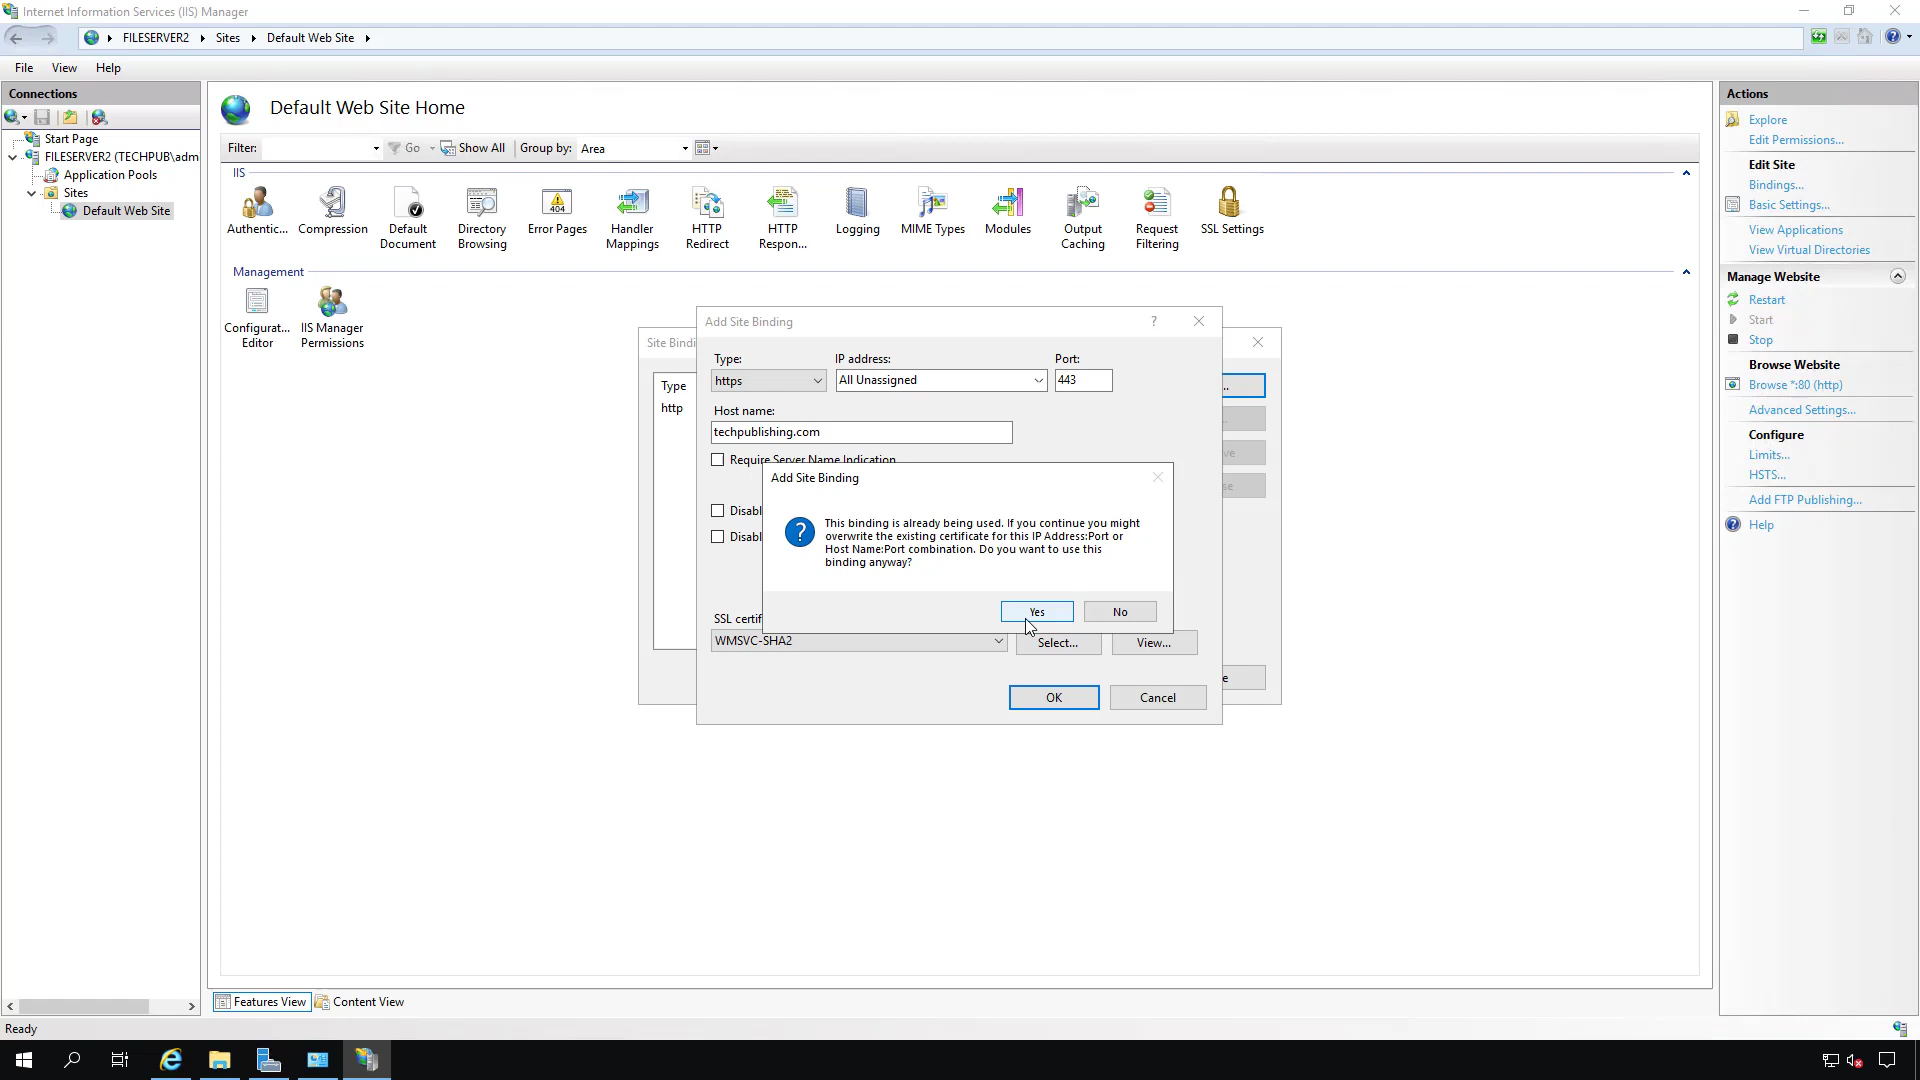 Internet Information Services (IIS) Manager
FILESERVER2 Sites Default Web Site
File View Help
Connections
Start Page
FILESERVER2 (TECHPUB\adm
Application Pools
Sites
Default Web Site
Default Web Site Home
Filter: Go Show All Group by: Area
IIS
Authentic...
Compression
Default
Document
Directory
Browsing
404
Error Pages
Handler
Mappings
HTTP
Redirect
HTTP
Respon...
Logging
MIME Types
Modules
Output
Caching
Request
Filtering
SSL Settings
Management
Configurat...
Editor
IIS Manager
Permissions
Site Bindi
Type
http
Add Site Binding
?
Type:
IP address:
Port:
https
All Unassigned
443
Host name:
techpublishing.com
Require Server Name Indication
Disabl
Disabl
SSL certif
WMSVC-SHA2
Select...
View...
OK
Cancel
Add Site Binding
This binding is already being used. If you continue you might
overwrite the existing certificate for this IP Address:Port or
Host Name:Port combination. Do you want to use this
binding anyway?
Yes
No
..
..
ve
se
e
Actions
Explore
Edit Permissions...
Edit Site
Bindings...
Basic Settings...
View Applications
View Virtual Directories
Manage Website
Restart
Start
Stop
Browse Website
Browse *:80 (http)
Advanced Settings...
Configure
Limits...
HSTS...
Add FTP Publishing...
Help
Features View
Content View
Ready